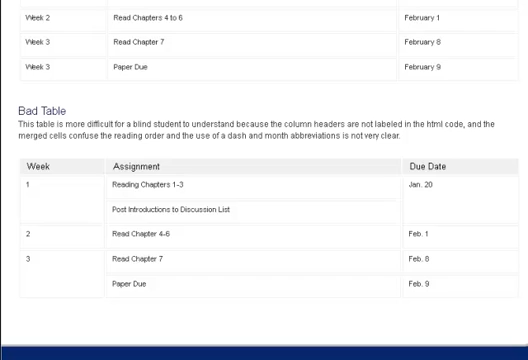 Week 2 Read Chapters 4 to 6 February 1
Week 3 Read Chapter 7 February 8
Week 3 Paper Due February 9
Bad Table
This table is more difficult for a blind student to understand because the column headers are not labeled in the html code, and the
merged cells confuse the reading order and the use of a dash and month abbreviations is not very clear.
Week Assignment Due Date
1 Reading Chapters 1-3 Jan. 20
Post Introductions to Discussion List
2 Read Chapter 4-6 Feb. 1
3 Read Chapter 7 Feb. 8
Paper Due Feb. 9